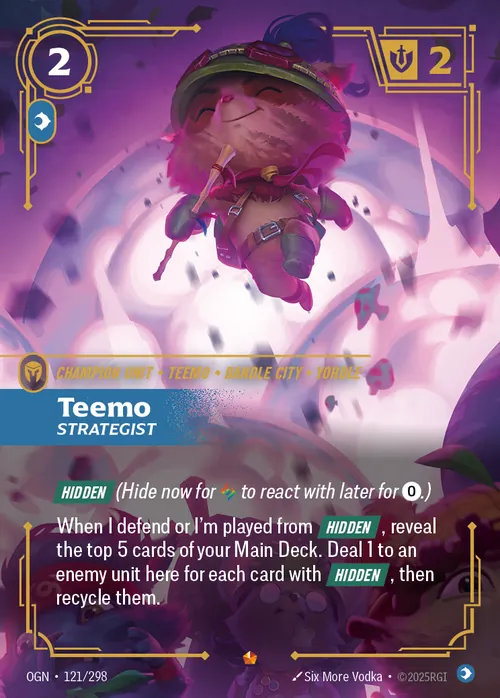 2
2
CHAMPION UNIT • TEEMO • BANDLE CITY • YORDLE
Teemo
STRATEGIST
HIDDEN (Hide now for to react with later for 0.)
When I defend or I'm played from HIDDEN, reveal
the top 5 cards of your Main Deck. Deal 1 to an
enemy unit here for each card with HIDDEN, then
recycle them.
OGN • 121/298
Six More Vodka • ©2025RGI